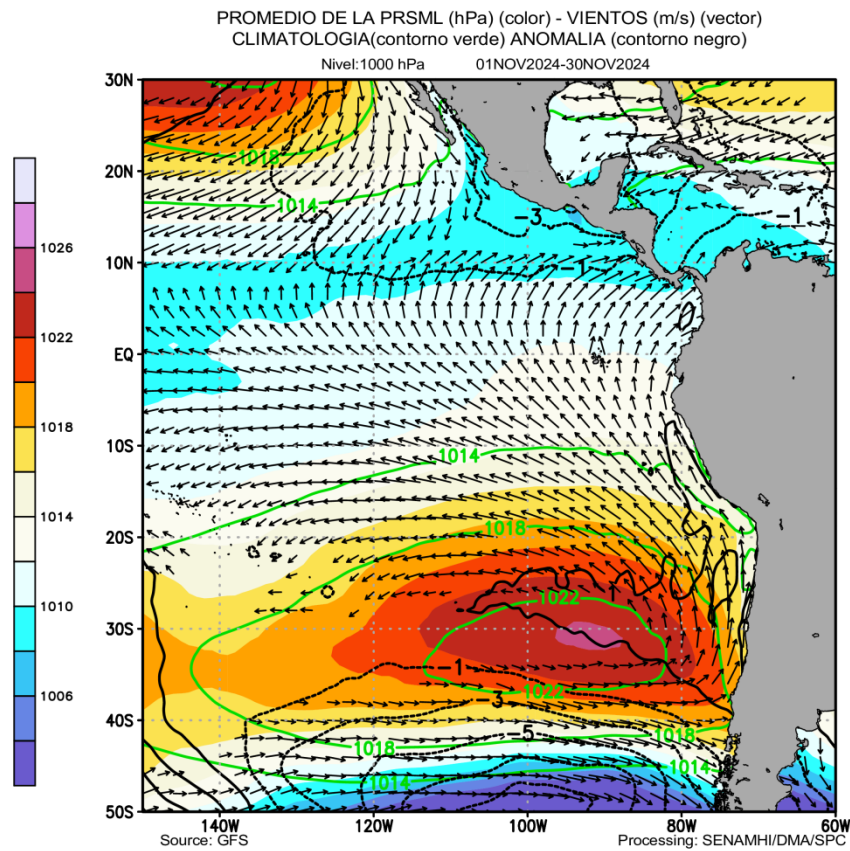 PROMEDIO DE LA PRSML (hPa) (color) - VIENTOS (m/s) (vector)
CLIMATOLOGIA(contorno verde) ANOMALIA (contorno negro)
Nivel:1000 hPa 01NOV2024-30NOV2024
30N
1018
20N
1014
-3
-1
1026
10N
-1
1022
EQ
1018
10S
1014
1014
20S
1018
1010
1022
1
30S
1006
-1
1022
3
40S
-5
1018
1018
1014
1014
50S
140W 120W 100W 80W 60W
Source: GFS Processing: SENAMHI/DMA/SPC